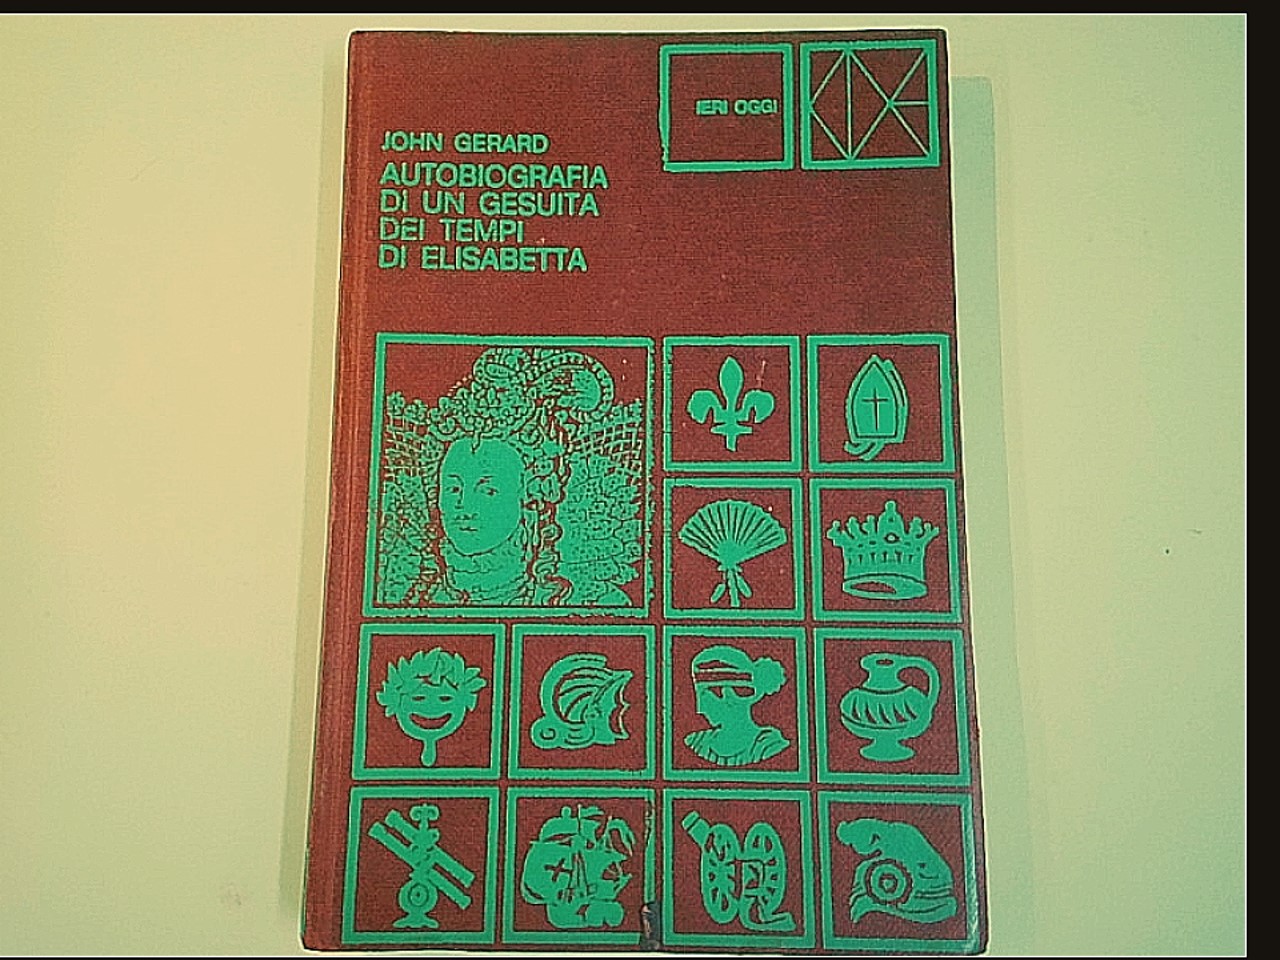 IERI OGGI
JOHN GERARD
AUTOBIOGRAFIA
DI UN GESUITA
DEI TEMPI
DI ELISABETTA